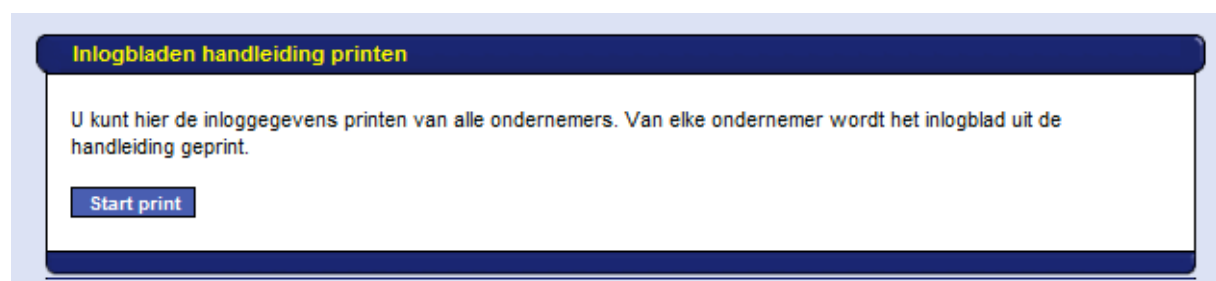 Inlogbladen handleiding printen
U kunt hier de inloggegevens printen van alle ondernemers. Van elke ondernemer wordt het inlogblad uit de
handleiding geprint.
Start print